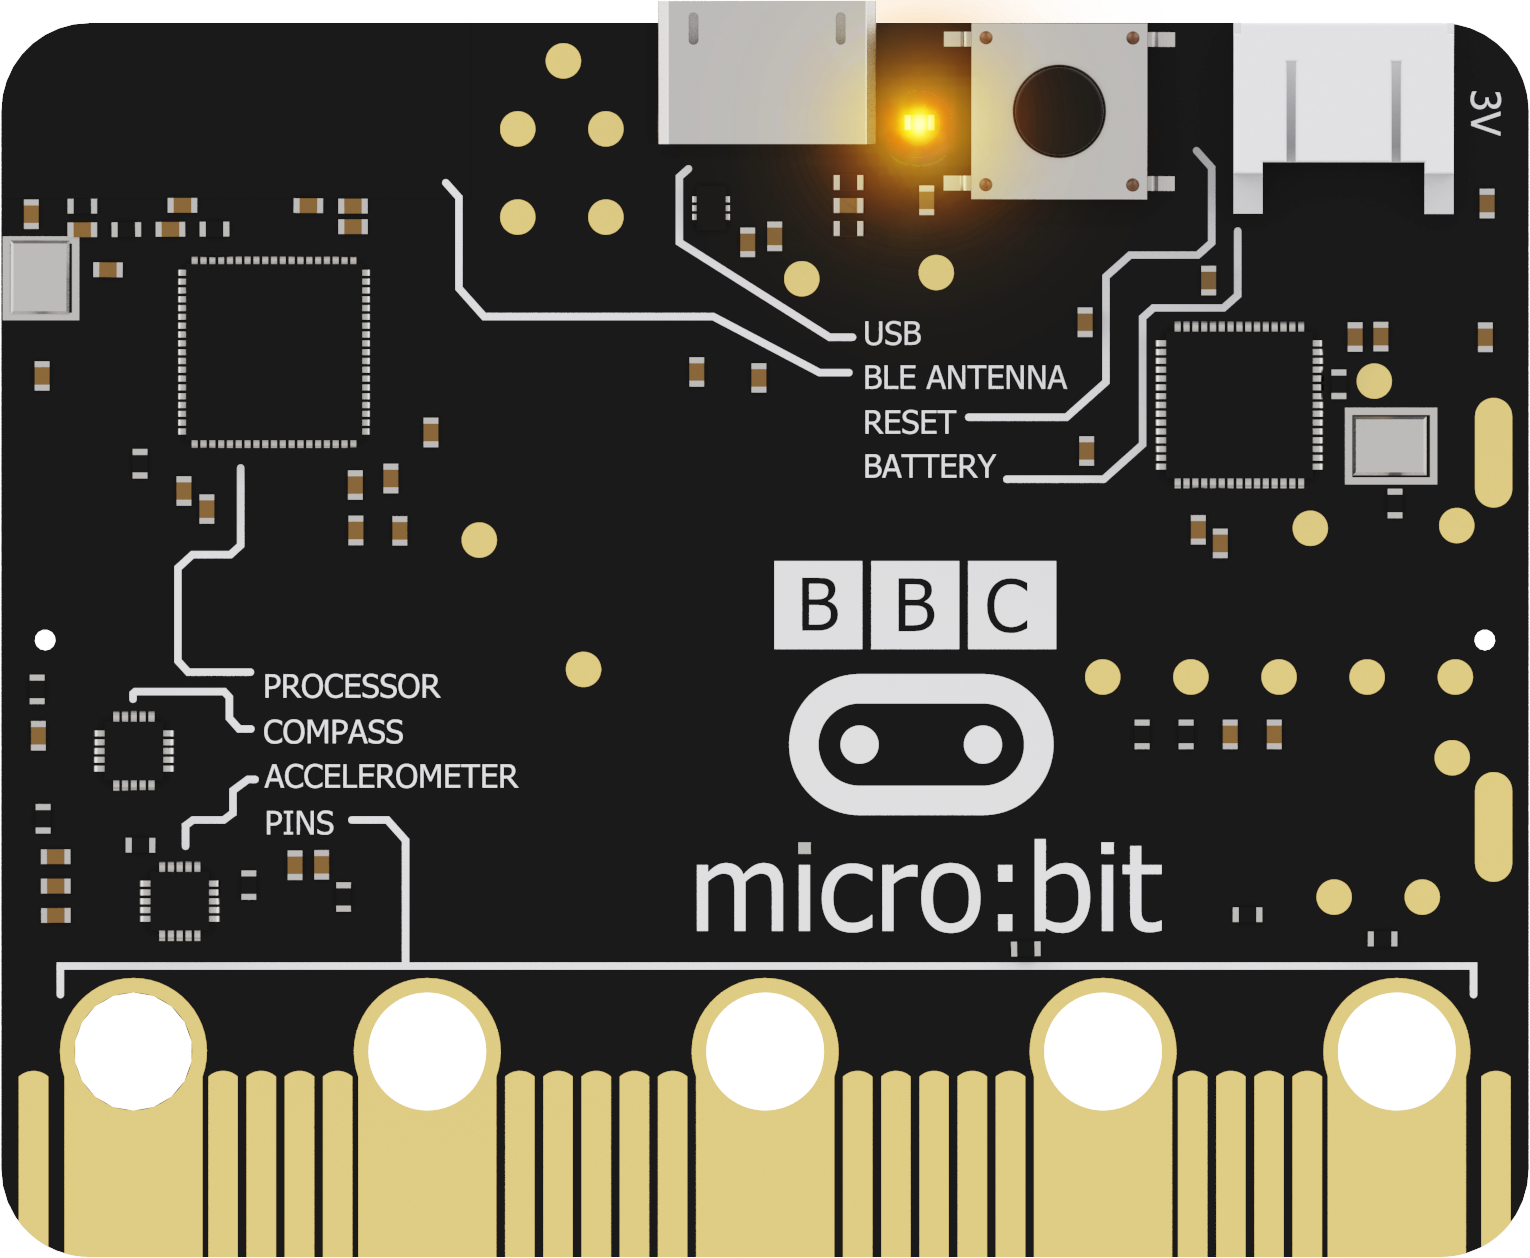 3V
USB
BLE ANTENNA
RESET
BATTERY
BBC
PROCESSOR
COMPASS
ACCELEROMETER
PINS
micro:bit